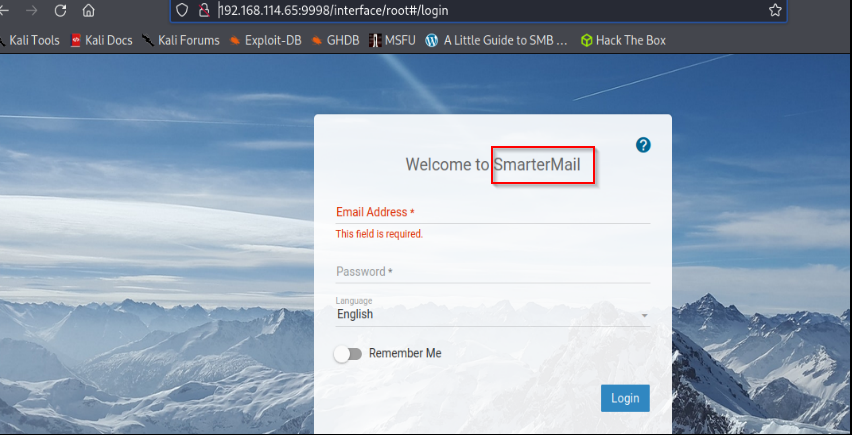 192.168.114.65:9998/interface/root#/login
Kali Tools Kali Docs Kali Forums Exploit-DB GHDB MSFU A Little Guide to SMB ... Hack The Box
?
Welcome to SmarterMail
Email Address *
This field is required.
Password *
Language
English
Remember Me
Login